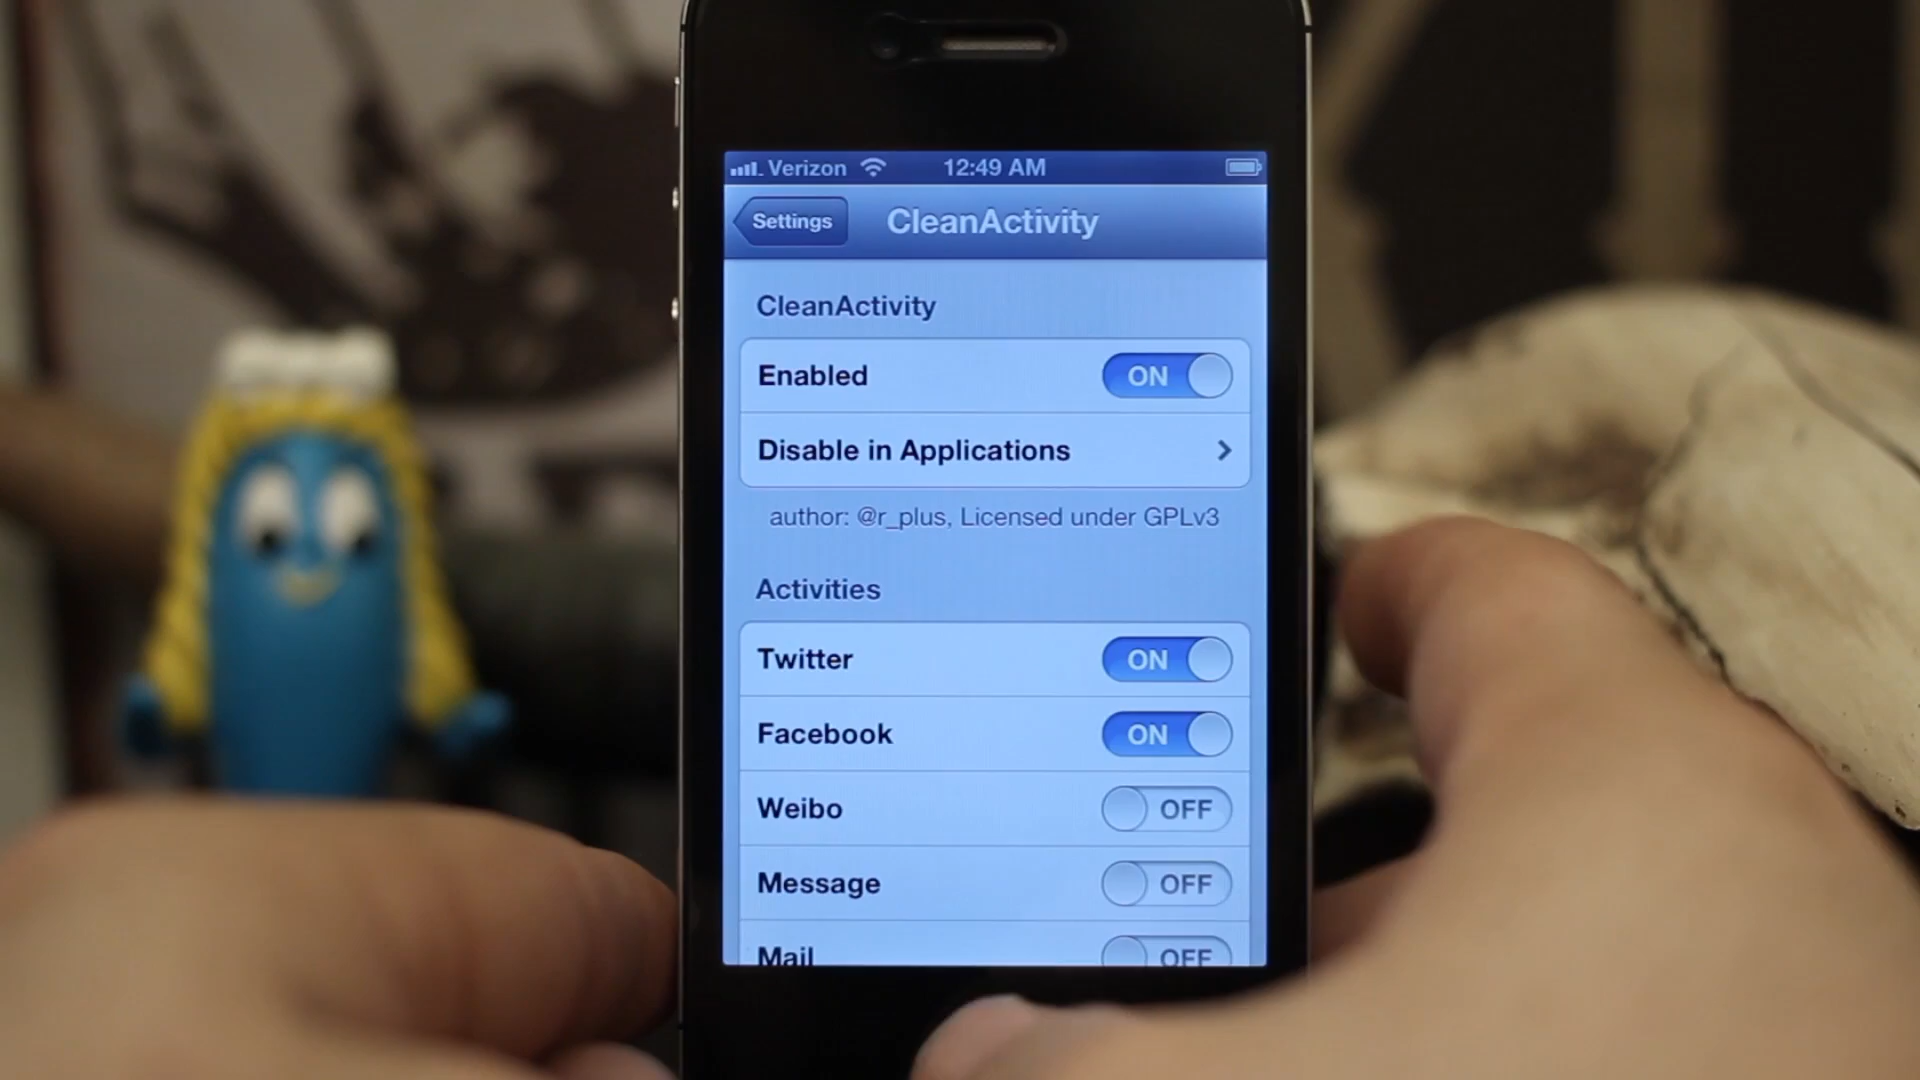 Verizon 12:49 AM
Settings CleanActivity
CleanActivity
Enabled ON
Disable in Applications
author: @r_plus, Licensed under GPLv3
Activities
Twitter ON
Facebook ON
Weibo OFF
Message OFF
Mail OFF